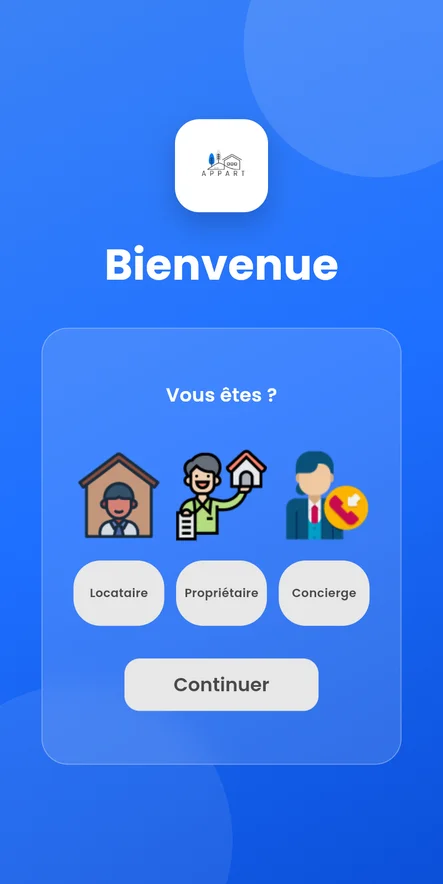 APPART
Bienvenue
Vous êtes ?
Locataire
Propriétaire
Concierge
Continuer